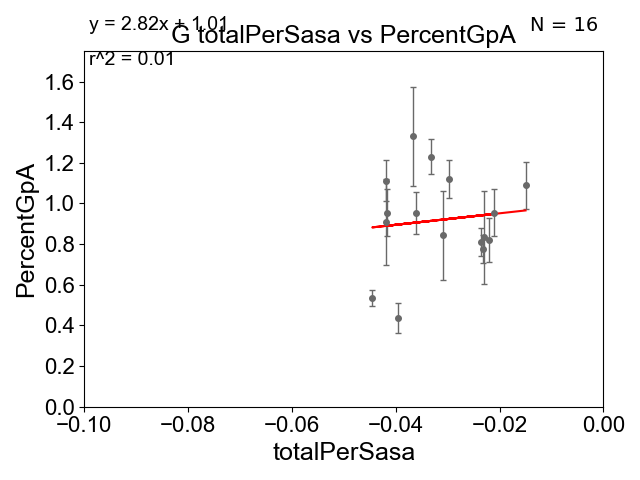 y = 2.82x + 1.01
N = 16
G totalPerSasa vs PercentGpA
r^2 = 0.01
PercentGpA
1.6
1.4
1.2
1.0
0.8
0.6
0.4
0.2
0.0
−0.10
−0.08
−0.06
−0.04
−0.02
0.00
totalPerSasa